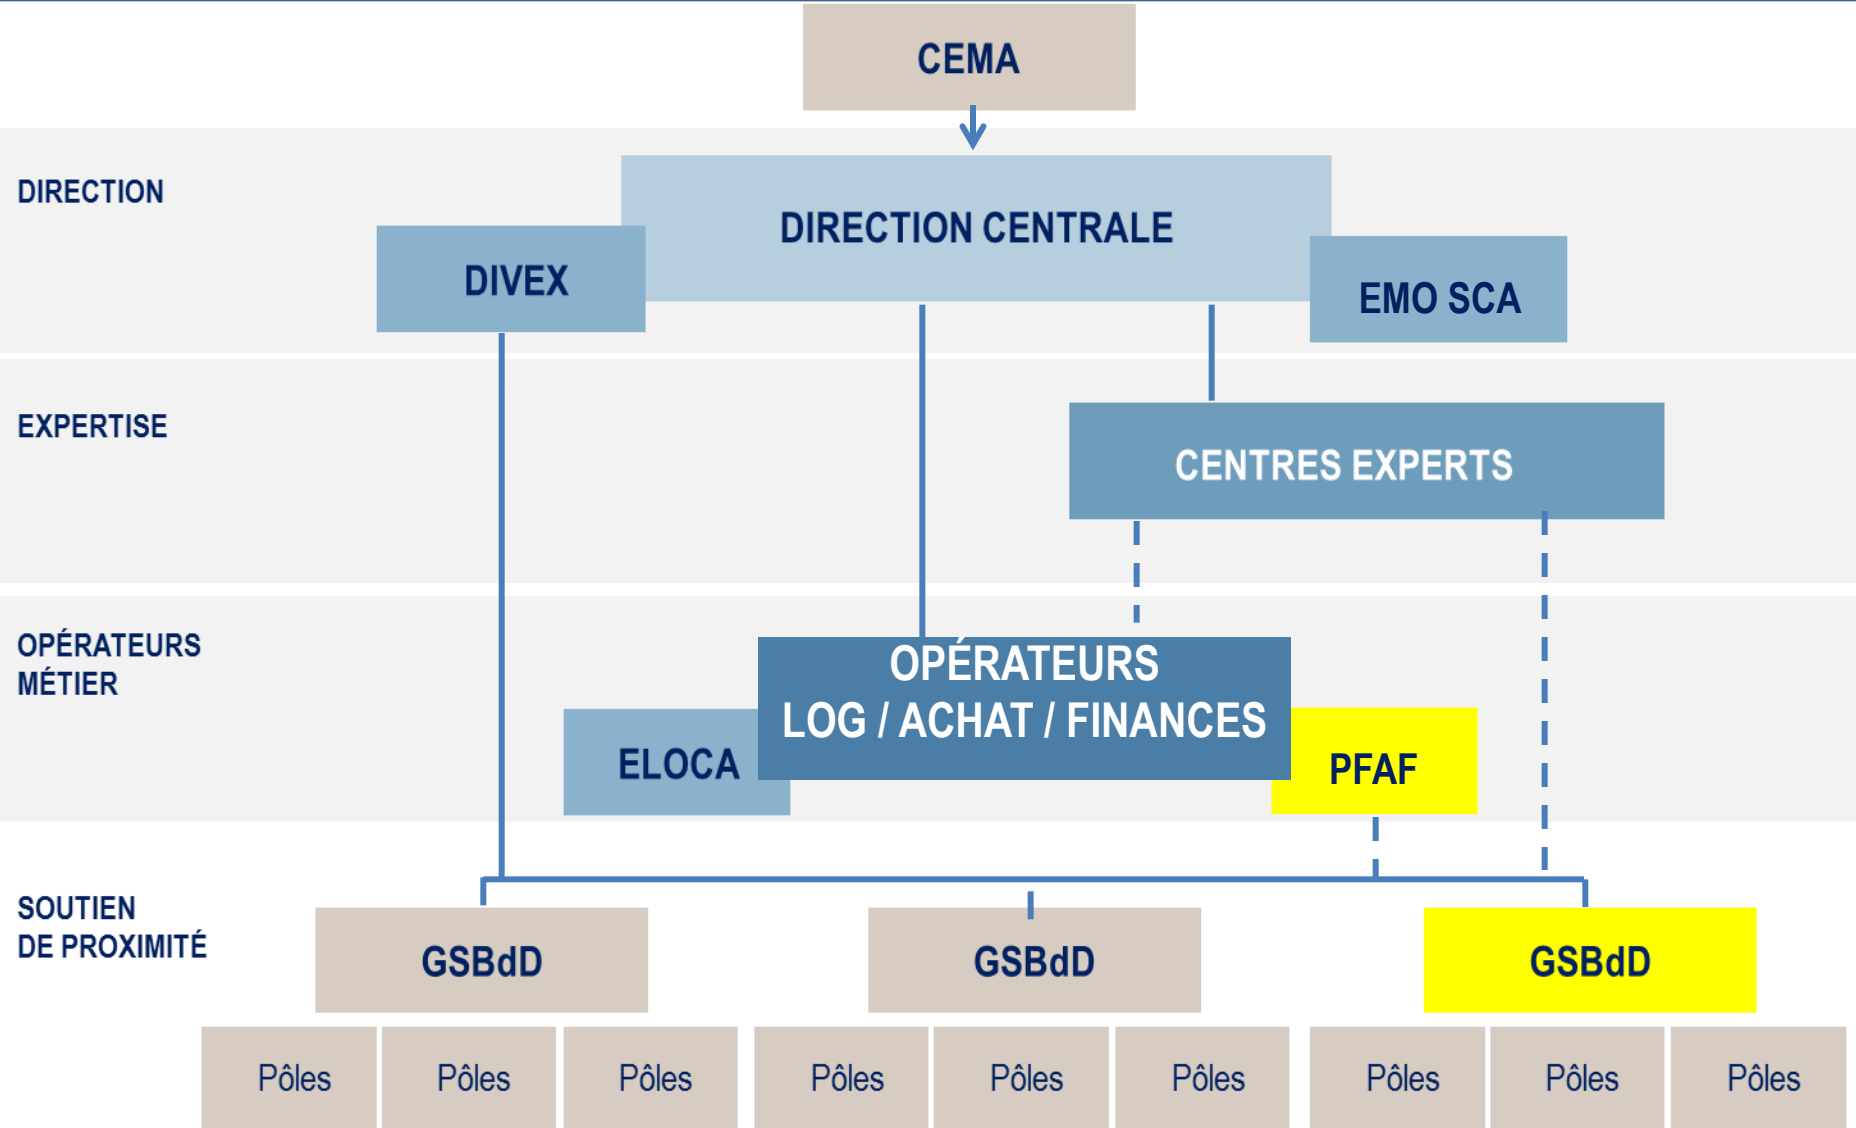 CEMA
DIRECTION
DIRECTION CENTRALE
DIVEX
EMO SCA
EXPERTISE
CENTRES EXPERTS
OPÉRATEURS
MÉTIER
OPÉRATEURS
LOG / ACHAT / FINANCES
ELOCA
PFAF
SOUTIEN
DE PROXIMITÉ
GSBdD
GSBdD
GSBdD
Pôles
Pôles
Pôles
Pôles
Pôles
Pôles
Pôles
Pôles
Pôles